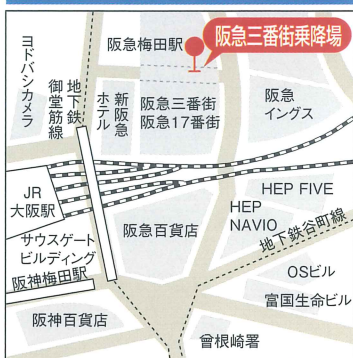 阪急三番街乗降場
阪急梅田駅
ヨドバシカメラ
地下鉄
御堂筋線
新阪急
ホテル
阪急三番街
阪急17番街
阪急
イングス
JR
大阪駅
HEP FIVE
HEP
NAVIO
阪急百貨店
地下鉄谷町線
サウスゲート
ビルディング
OSビル
阪神梅田駅
富国生命ビル
阪神百貨店
曾根崎署